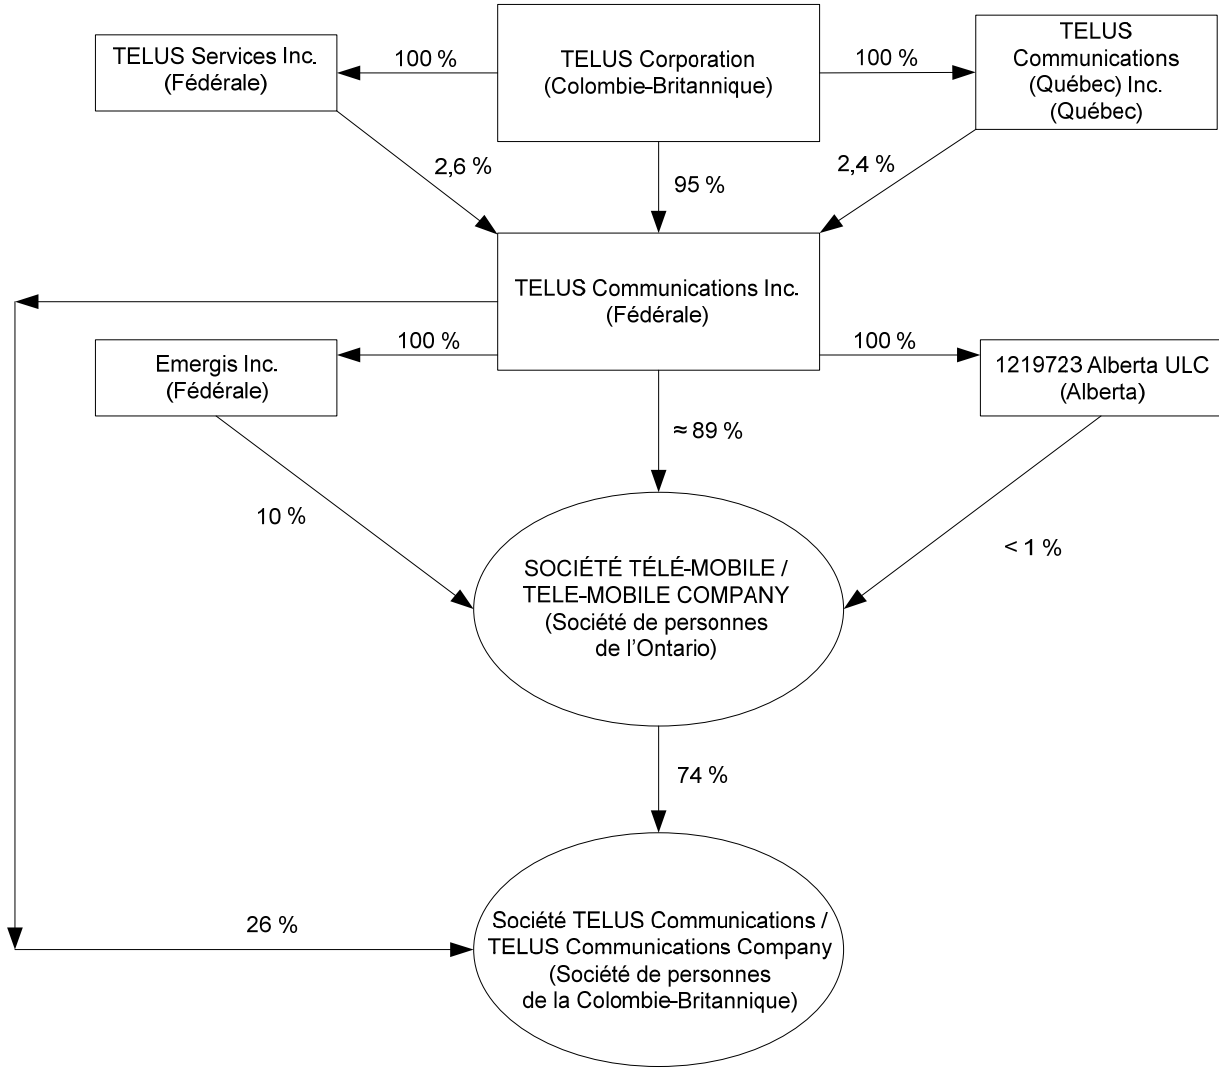 TELUS Services Inc.
(Fédérale)
100 %
TELUS Corporation
(Colombie-Britannique)
100 %
TELUS
Communications
(Québec) Inc.
(Québec)
2,6 %
95 %
2,4 %
TELUS Communications Inc.
(Fédérale)
Emergis Inc.
(Fédérale)
100 %
100 %
1219723 Alberta ULC
(Alberta)
≈ 89 %
10 %
< 1 %
SOCIÉTÉ TÉLÉ-MOBILE /
TELE-MOBILE COMPANY
(Société de personnes
de l’Ontario)
74 %
26 %
Société TELUS Communications /
TELUS Communications Company
(Société de personnes
de la Colombie-Britannique)